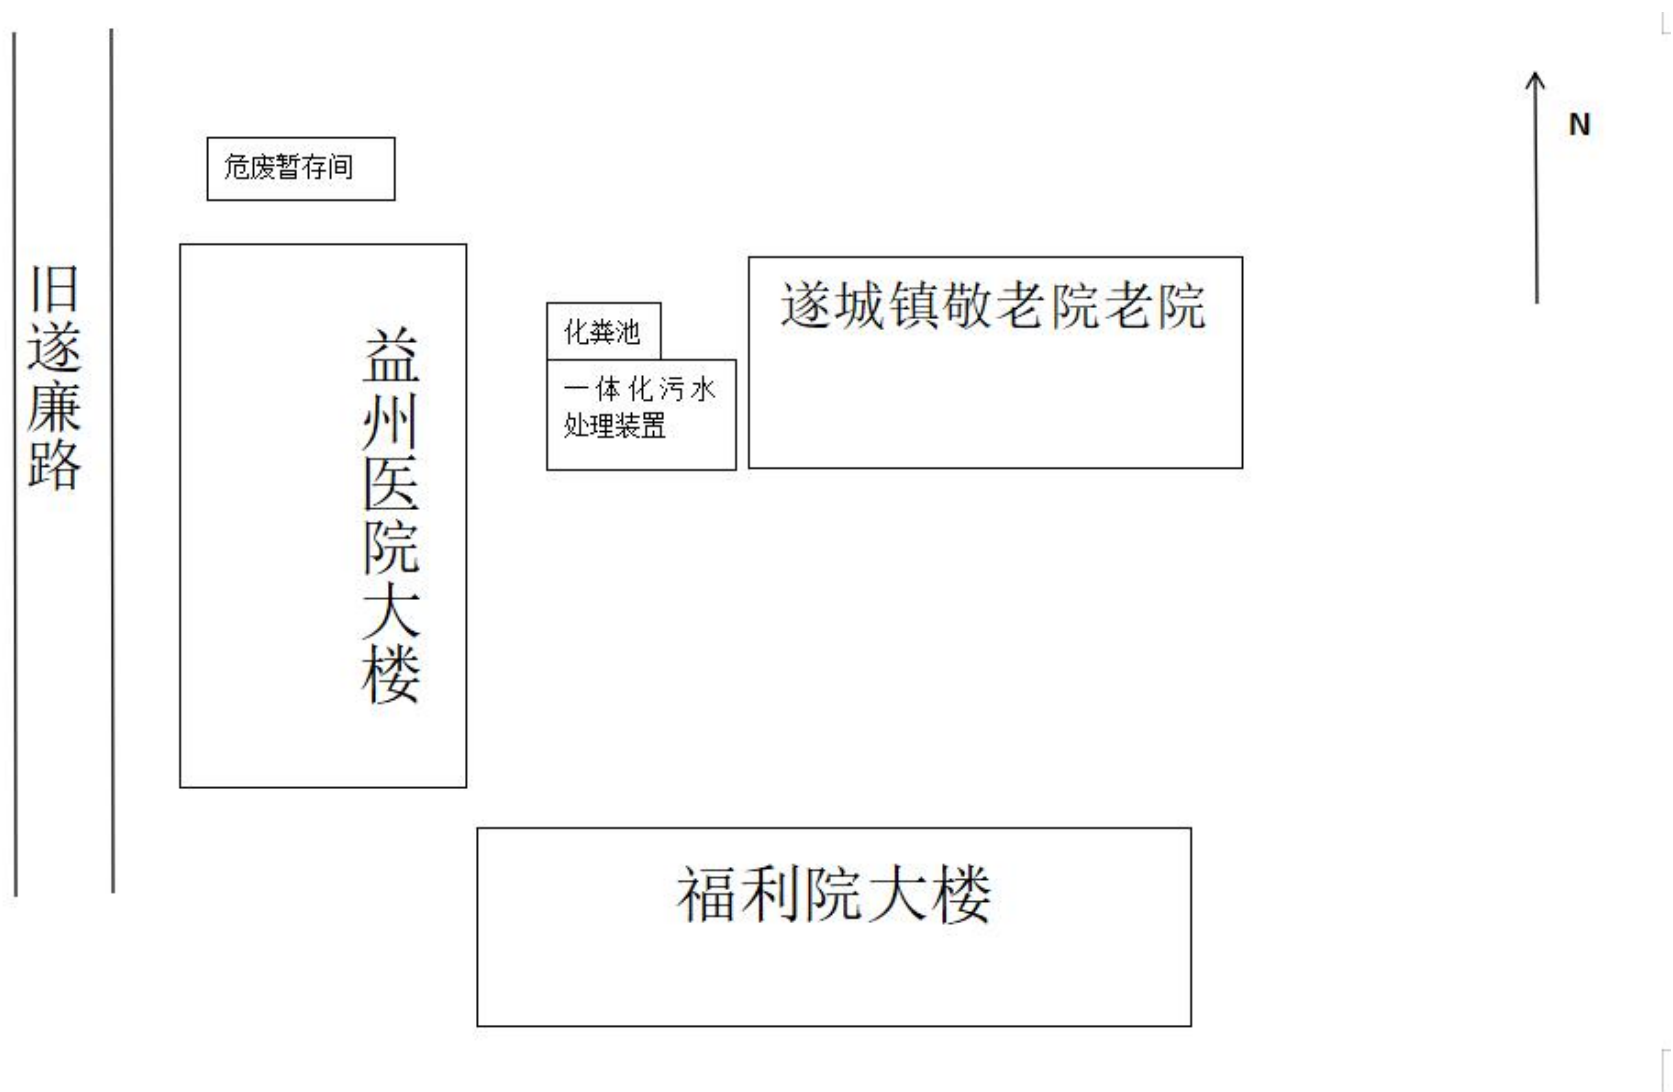 N
危废暂存间
旧遂廉路
益州医院大楼
化粪池
一体化污水
处理装置
遂城镇敬老院老院
福利院大楼